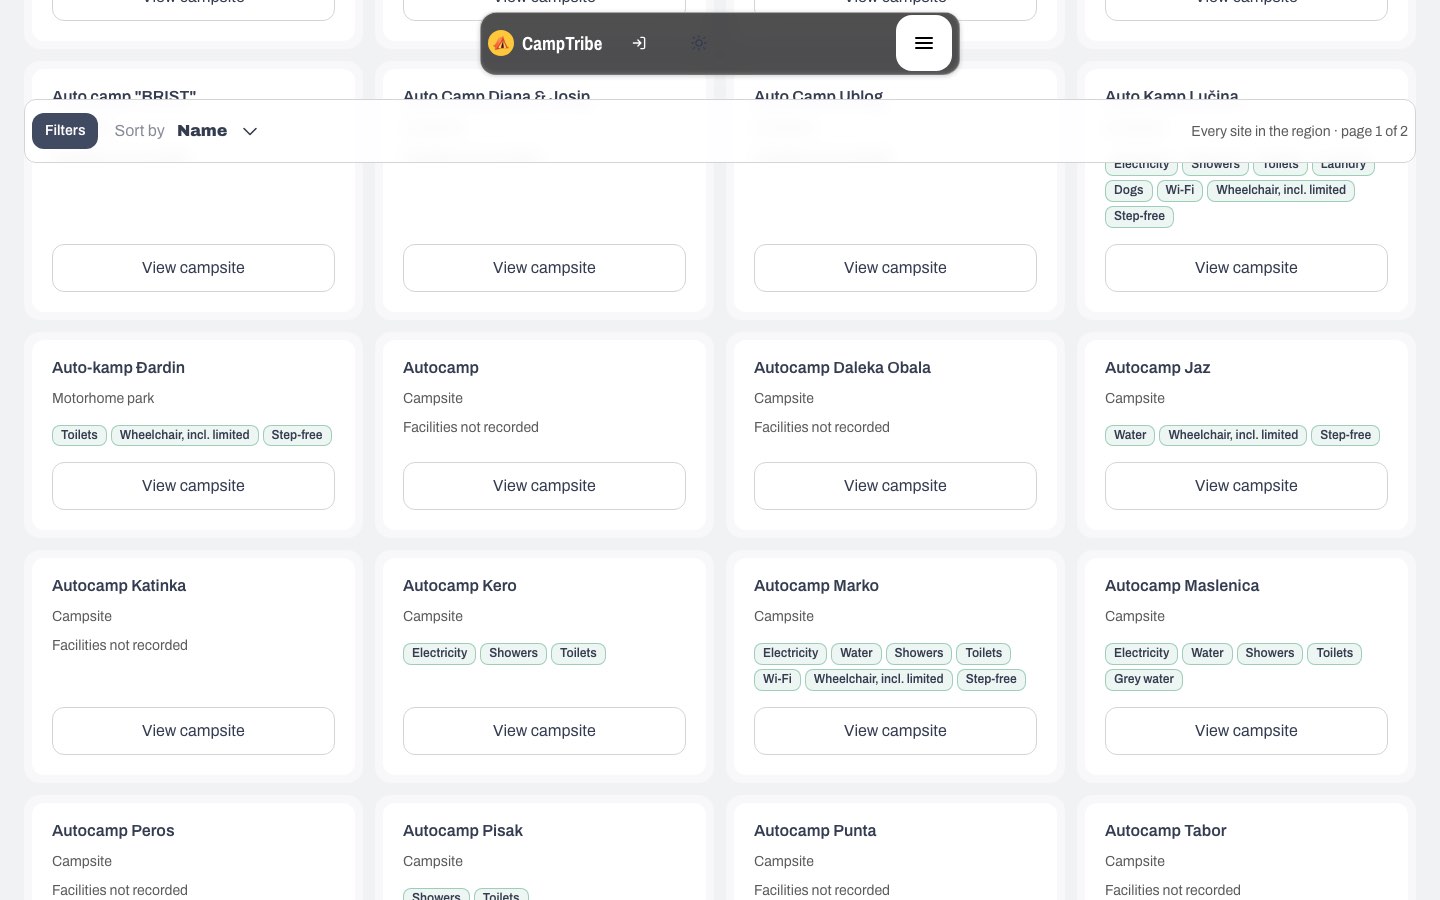 CampTribe
Auto camp "BRIST"
Auto Camp Diana & Josip
Auto Camp Ublog
Auto Kamp Lučina
Filters
Sort by Name
Every site in the region · page 1 of 2
Electricity Showers Toilets Laundry
Dogs Wi-Fi Wheelchair, incl. limited
Step-free
View campsite
View campsite
View campsite
View campsite
Auto-kamp Đardin
Motorhome park
Toilets Wheelchair, incl. limited Step-free
View campsite
Autocamp
Campsite
Facilities not recorded
View campsite
Autocamp Daleka Obala
Campsite
Facilities not recorded
View campsite
Autocamp Jaz
Campsite
Water Wheelchair, incl. limited Step-free
View campsite
Autocamp Katinka
Campsite
Facilities not recorded
View campsite
Autocamp Kero
Campsite
Electricity Showers Toilets
View campsite
Autocamp Marko
Campsite
Electricity Water Showers Toilets
Wi-Fi Wheelchair, incl. limited Step-free
View campsite
Autocamp Maslenica
Campsite
Electricity Water Showers Toilets
Grey water
View campsite
Autocamp Peros
Campsite
Facilities not recorded
Autocamp Pisak
Campsite
Showers Toilets
Autocamp Punta
Campsite
Facilities not recorded
Autocamp Tabor
Campsite
Facilities not recorded